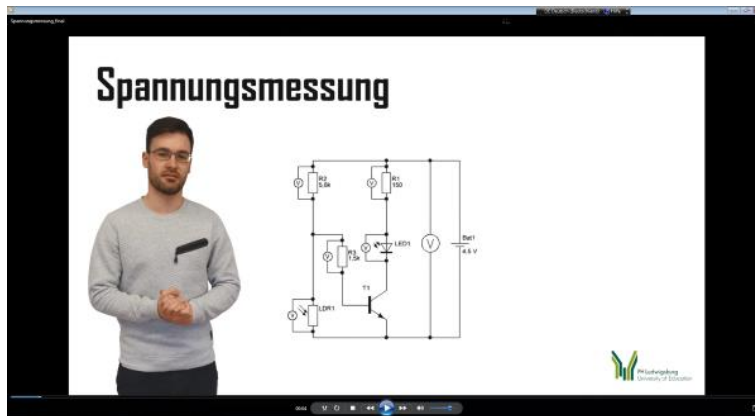 Spannungsmessung_final
Spannungsmessung
V
R2
5,6k
V
R1
150
V
R3
1.5k
V
LED1
V
Bat1
4.5 V
T1
V
LDR1
PH Ludwigsburg
University of Education